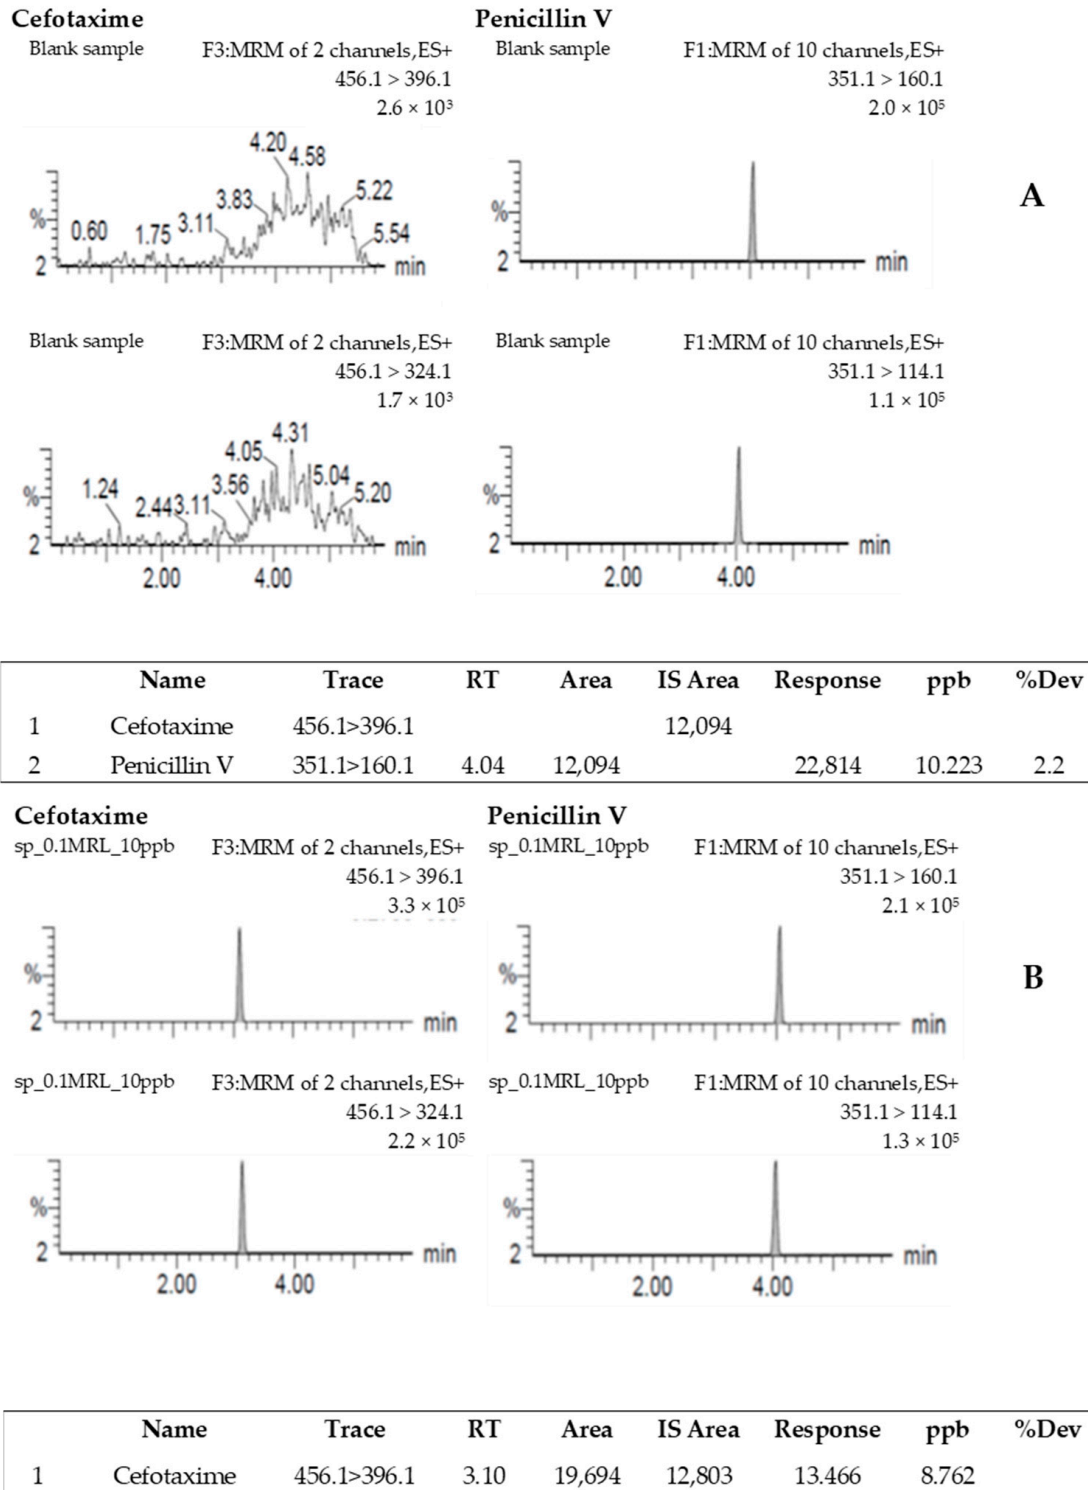 Cefotaxime Penicillin V
Blank sample F3:MRM of 2 channels,ES+ Blank sample F1:MRM of 10 channels,ES+
456.1 > 396.1 351.1 > 160.1
2.6 × 10³ 2.0 × 10⁵
4.20 4.58
A
3.83 5.22
% 0.60 1.75 3.11 5.54 %
2 min 2 min
Blank sample F3:MRM of 2 channels,ES+ Blank sample F1:MRM of 10 channels,ES+
456.1 > 324.1 351.1 > 114.1
1.7 × 10³ 1.1 × 10⁵
4.31
4.05
% 1.24 2.44 3.11 3.56 5.04 5.20 %
2 min 2 min
2.00 4.00 2.00 4.00
Name Trace RT Area IS Area Response ppb %Dev
1 Cefotaxime 456.1>396.1 12,094
2 Penicillin V 351.1>160.1 4.04 12,094 22,814 10.223 2.2
Cefotaxime Penicillin V
sp_0.1MRL_10ppb F3:MRM of 2 channels,ES+ sp_0.1MRL_10ppb F1:MRM of 10 channels,ES+
456.1 > 396.1 351.1 > 160.1
3.3 × 10⁵ 2.1 × 10⁵
% % B
2 min 2 min
sp_0.1MRL_10ppb F3:MRM of 2 channels,ES+ sp_0.1MRL_10ppb F1:MRM of 10 channels,ES+
456.1 > 324.1 351.1 > 114.1
2.2 × 10⁵ 1.3 × 10⁵
% %
2 min 2 min
2.00 4.00 2.00 4.00
Name Trace RT Area IS Area Response ppb %Dev
1 Cefotaxime 456.1>396.1 3.10 19,694 12,803 13.466 8.762